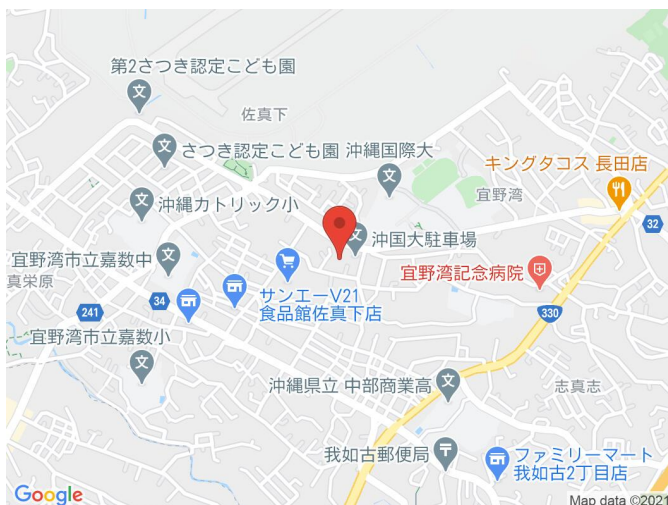 第2さつき認定こども園
佐真下
さつき認定こども園
沖縄国際大
キングタコス 長田店
宜野湾
沖縄カトリック小
32
沖国大駐車場
宜野湾市立嘉数中
真栄原
宜野湾記念病院
サンエーV21
食品館佐真下店
34
241
330
宜野湾市立嘉数小
沖縄県立 中部商業高
志真志
我如古郵便局
ファミリーマート
我如古2丁目店
Google
Map data ©2021